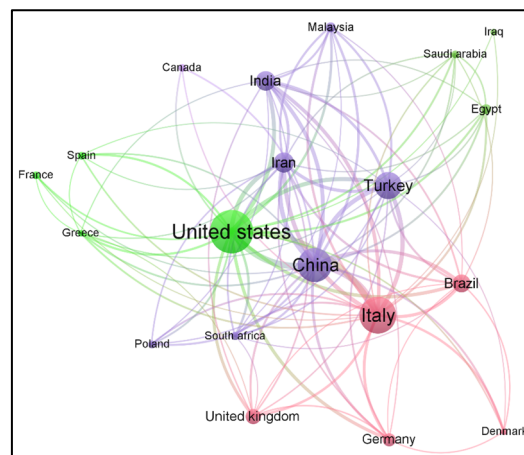 Malaysia
Iraq
Saudi arabia
Canada
India
Egypt
Spain
Iran
France
Turkey
Greece
United states
China
Brazil
Italy
South africa
Poland
United kingdom
Denmark
Germany